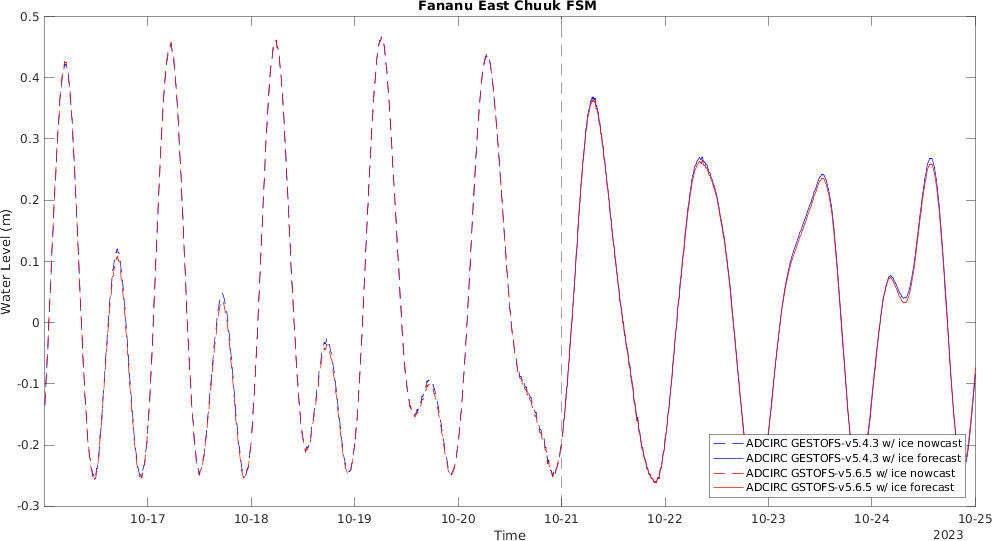 Fananu East Chuuk FSM
Water Level (m)
0.5
0.4
0.3
0.2
0.1
0
-0.1
-0.2
-0.3
10-17
10-18
10-19
10-20
10-21
10-22
10-23
10-24
10-25
Time
2023
ADCIRC GESTOFS-v5.4.3 w/ ice nowcast
ADCIRC GESTOFS-v5.4.3 w/ ice forecast
ADCIRC GSTOFS-v5.6.5 w/ ice nowcast
ADCIRC GSTOFS-v5.6.5 w/ ice forecast